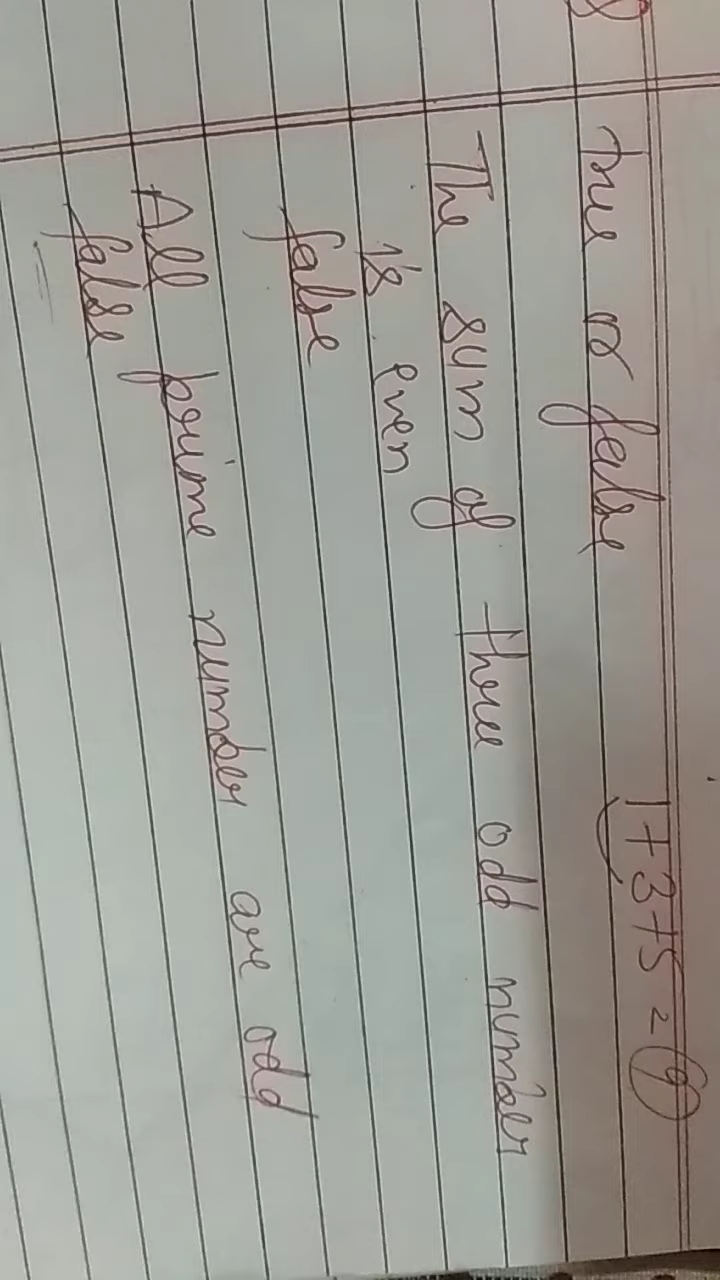 1+3+5=9
true or false
The sum of three odd number
is even
false
All prime number are odd
false